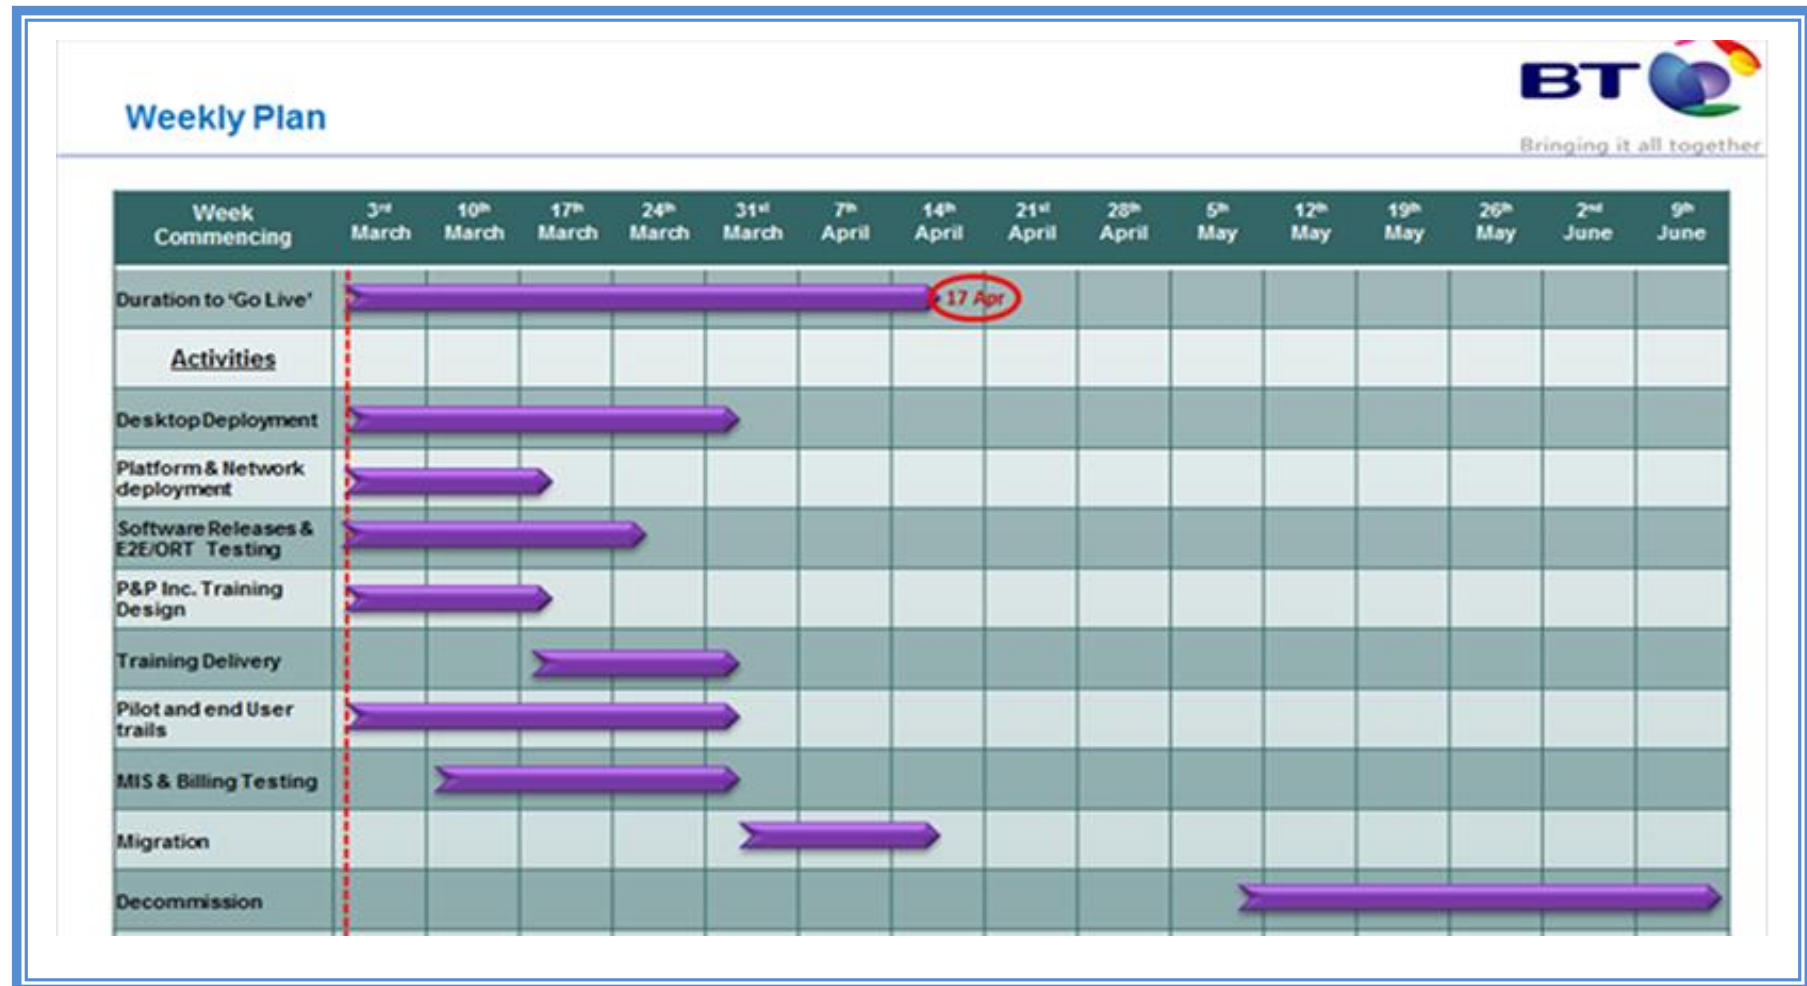 BT
Weekly Plan
Bringing it all together
Week
Commencing
3rd
March
10th
March
17th
March
24th
March
31st
March
7th
April
14th
April
21st
April
28th
April
5th
May
12th
May
19th
May
26th
May
2nd
June
9th
June
Duration to ‘Go Live’
17 Apr
Activities
Desktop Deployment
Platform & Network
deployment
Software Releases &
E2E/ORT Testing
P&P Inc. Training
Design
Training Delivery
Pilot and end User
trails
MIS & Billing Testing
Migration
Decommission